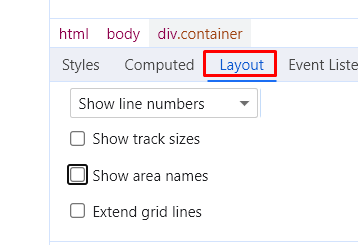 html body div.container
Styles Computed Layout Event Liste
Show line numbers
Show track sizes
Show area names
Extend grid lines